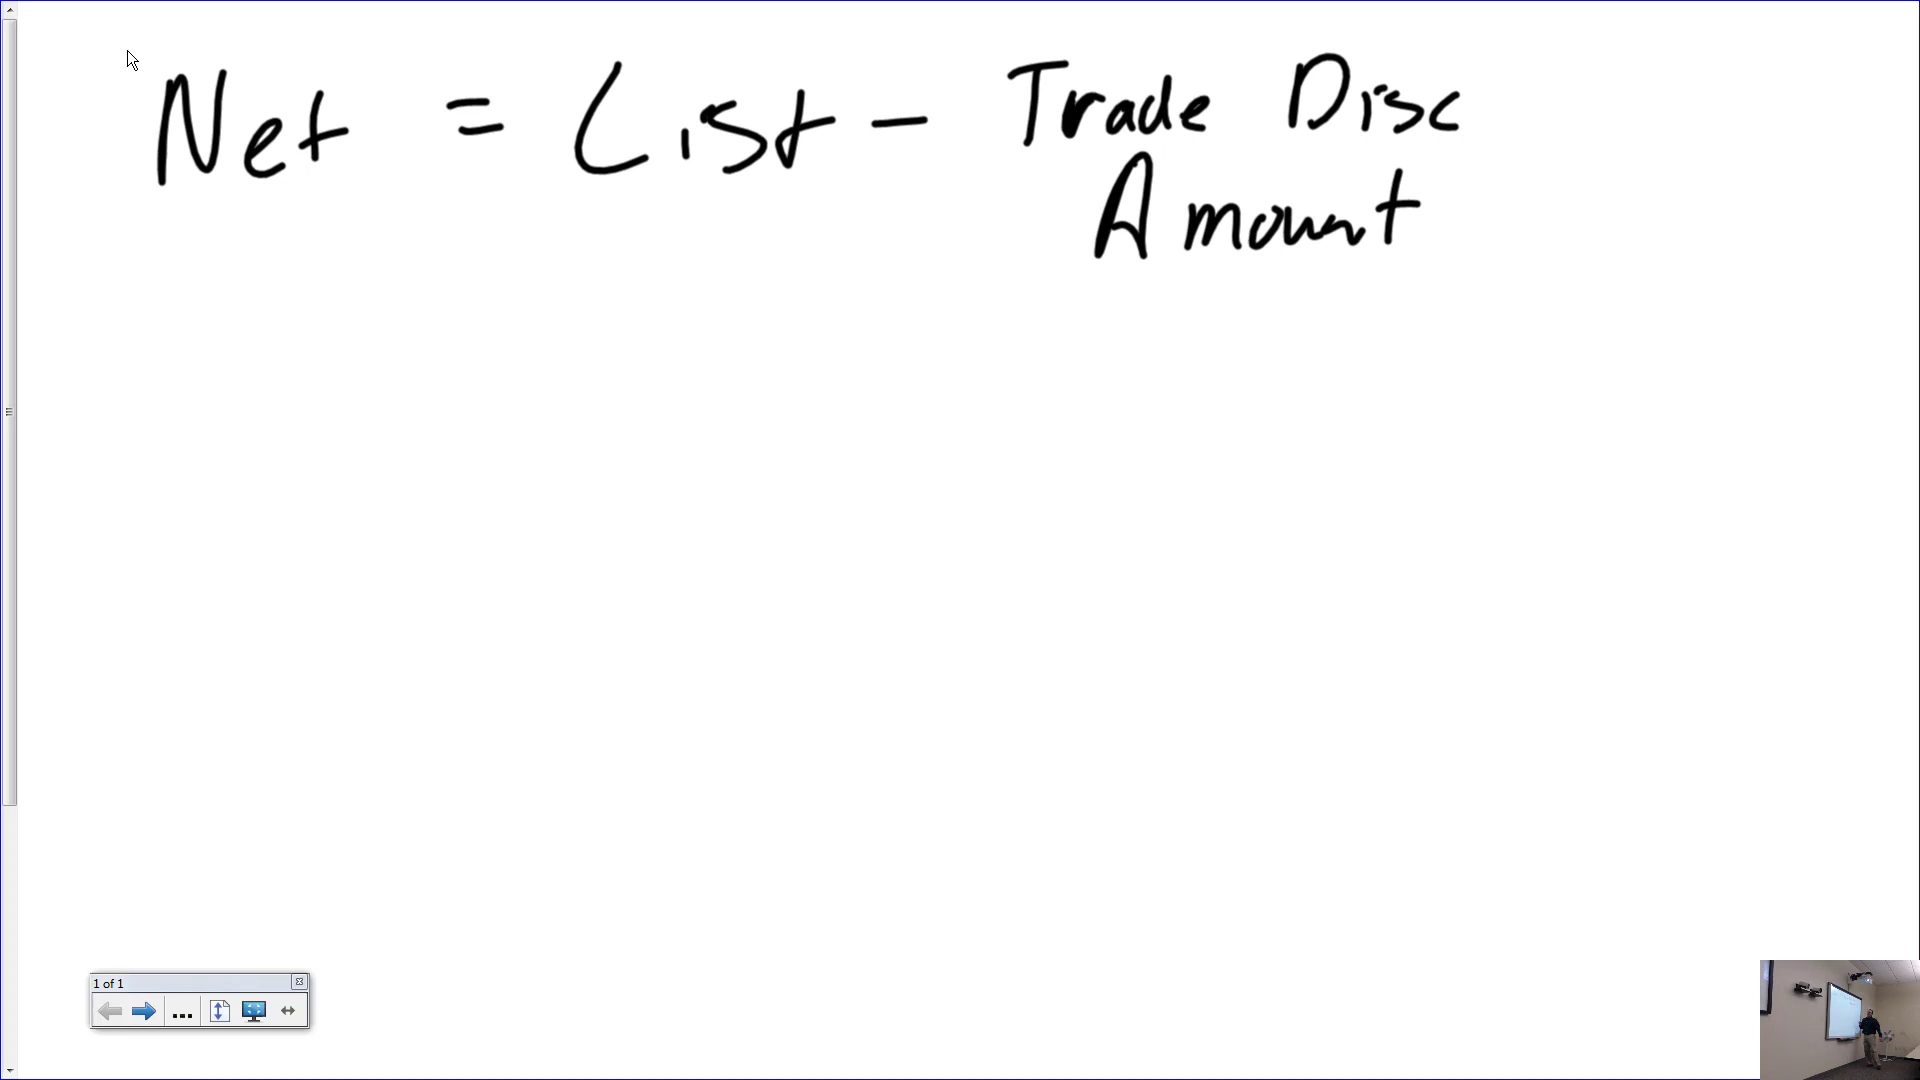 Net = List - Trade Disc
Amount
1 of 1
...